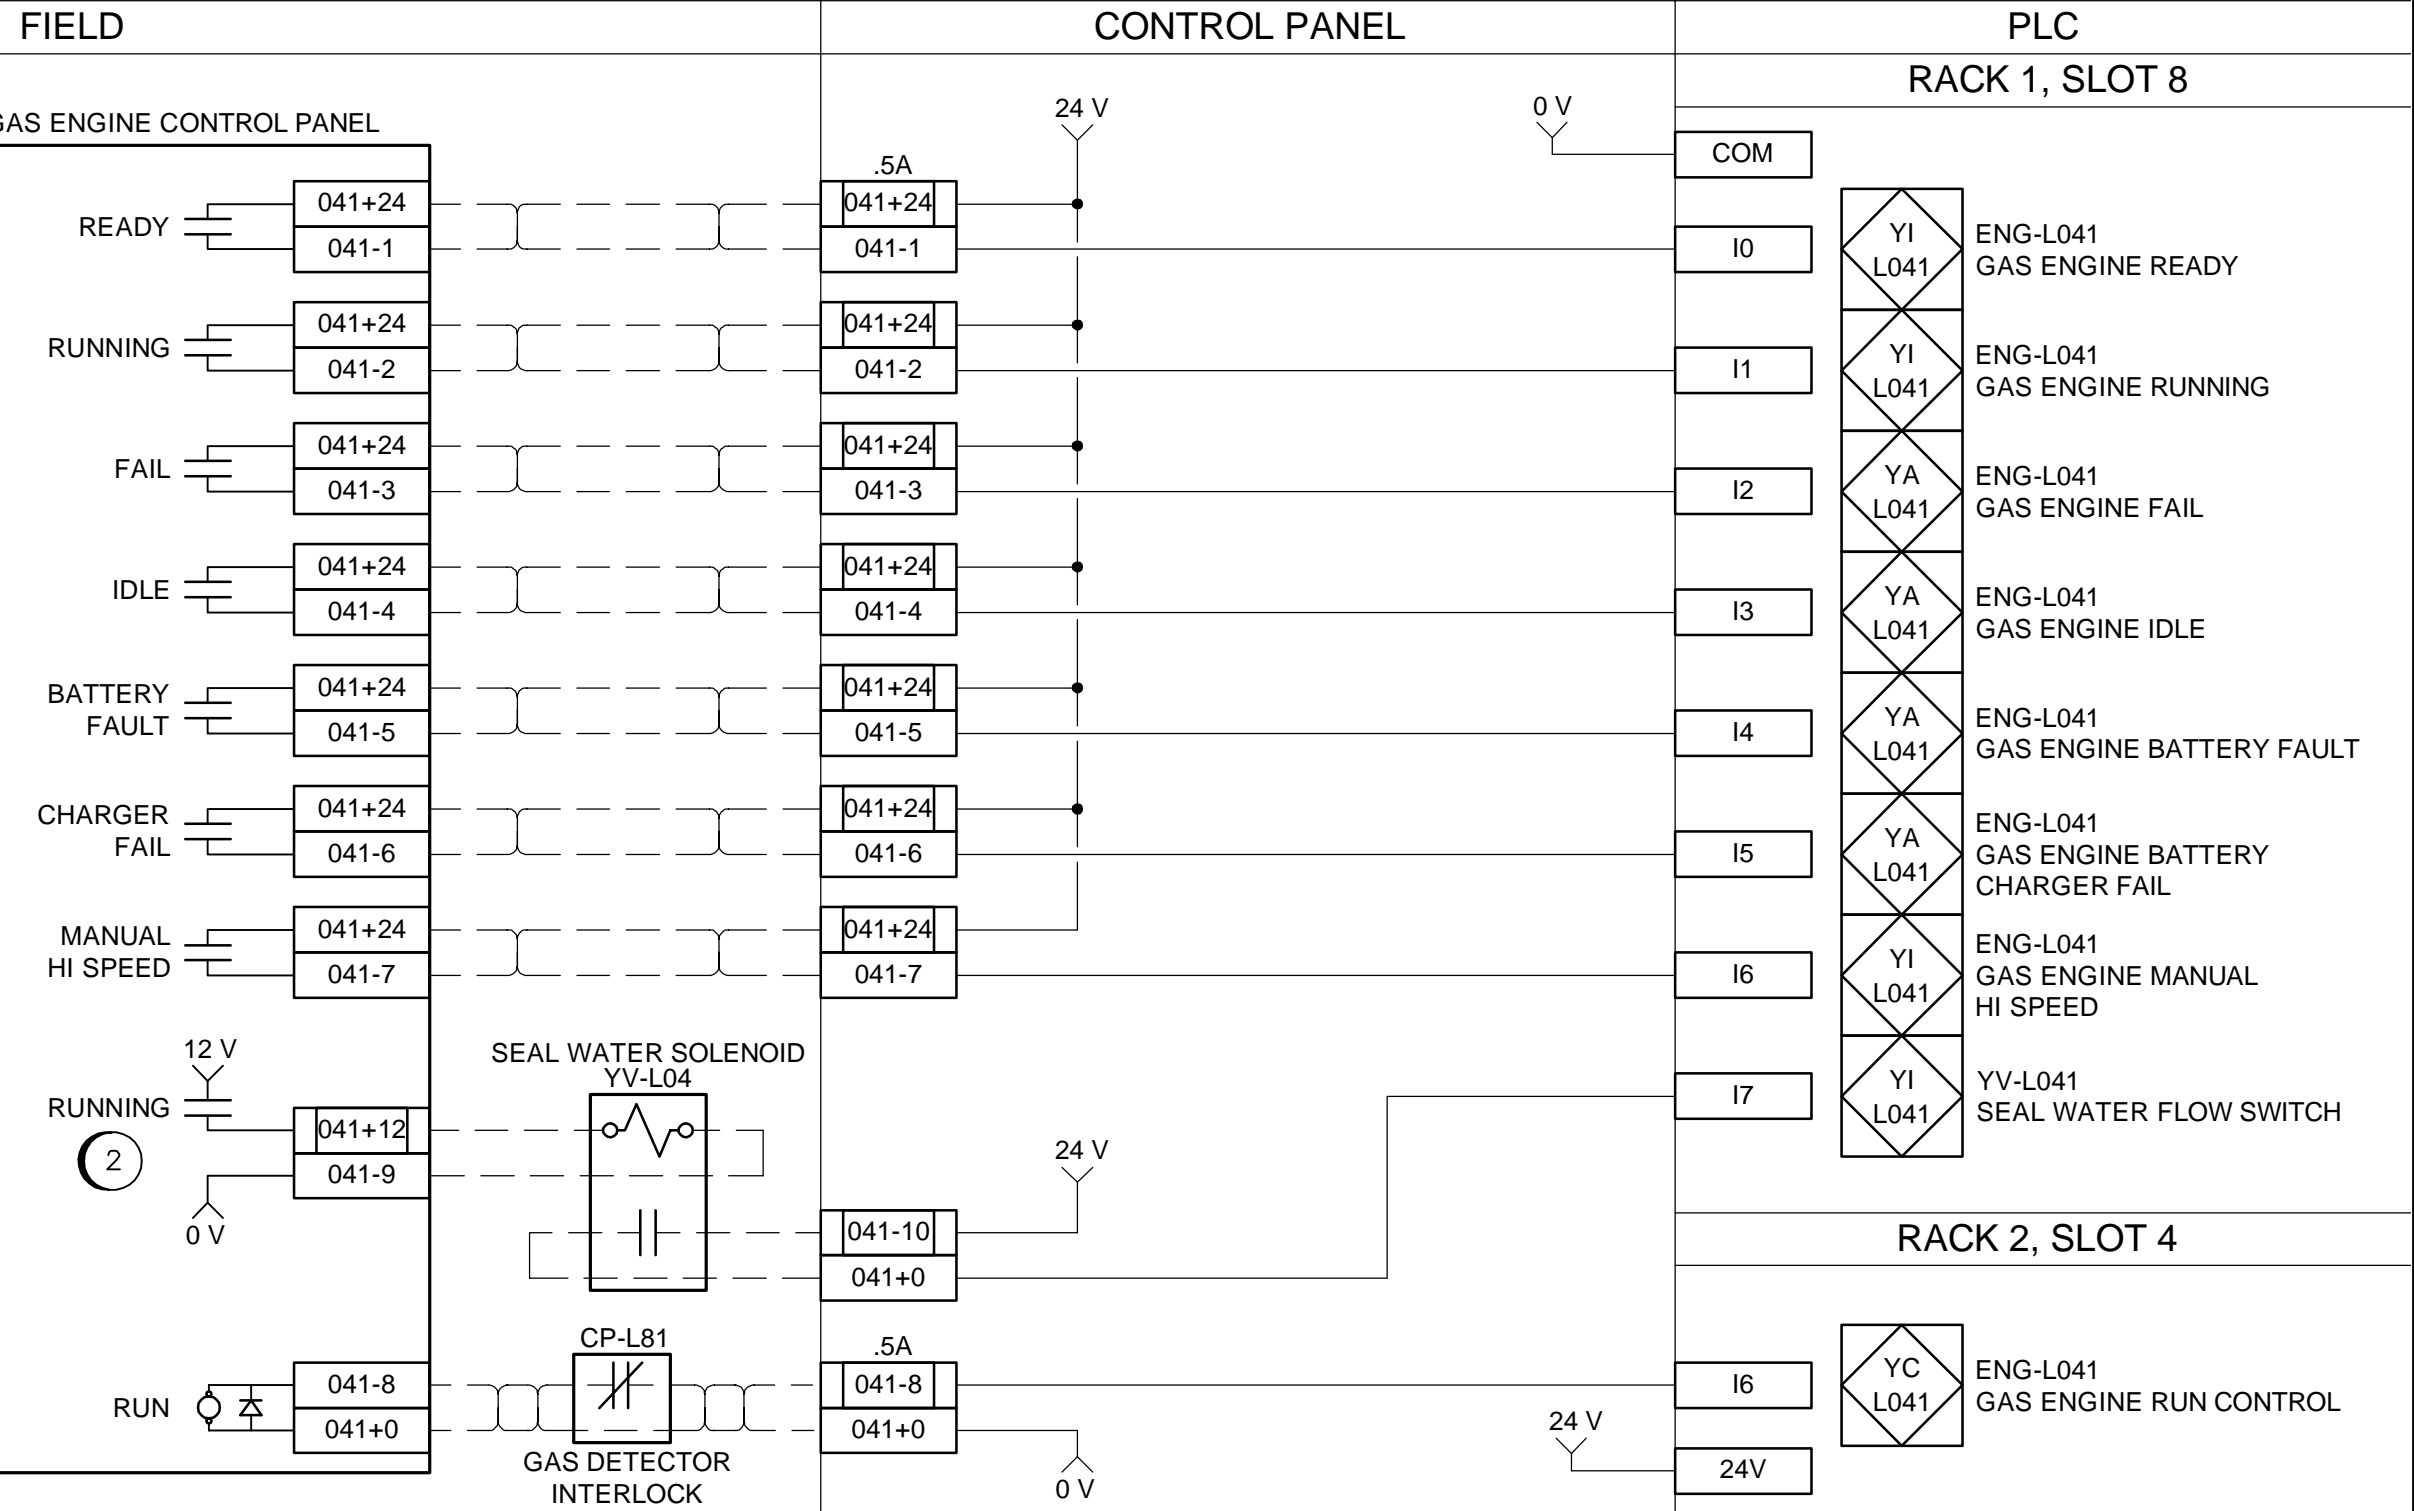 FIELD
CONTROL PANEL
PLC
RACK 1, SLOT 8
24 V
0 V
GAS ENGINE CONTROL PANEL
COM
.5A
READY
041+24
041-1
041+24
041-1
I0
YI
L041
ENG-L041
GAS ENGINE READY
RUNNING
041+24
041-2
041+24
041-2
I1
YI
L041
ENG-L041
GAS ENGINE RUNNING
FAIL
041+24
041-3
041+24
041-3
I2
YA
L041
ENG-L041
GAS ENGINE FAIL
IDLE
041+24
041-4
041+24
041-4
I3
YA
L041
ENG-L041
GAS ENGINE IDLE
BATTERY
FAULT
041+24
041-5
041+24
041-5
I4
YA
L041
ENG-L041
GAS ENGINE BATTERY FAULT
CHARGER
FAIL
041+24
041-6
041+24
041-6
I5
YA
L041
ENG-L041
GAS ENGINE BATTERY
CHARGER FAIL
MANUAL
HI SPEED
041+24
041-7
041+24
041-7
I6
YI
L041
ENG-L041
GAS ENGINE MANUAL
HI SPEED
12 V
RUNNING
2
0 V
041+12
041-9
SEAL WATER SOLENOID
YV-L04
24 V
041-10
041+0
I7
YI
L041
YV-L041
SEAL WATER FLOW SWITCH
RACK 2, SLOT 4
RUN
041-8
041+0
CP-L81
GAS DETECTOR
INTERLOCK
.5A
041-8
041+0
0 V
I6
24 V
24V
YC
L041
ENG-L041
GAS ENGINE RUN CONTROL